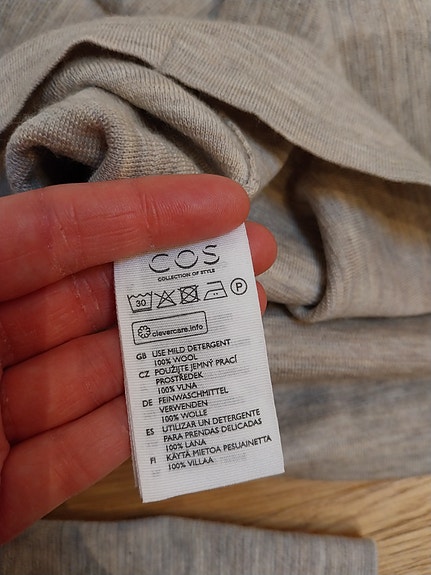 COS
COLLECTION OF STYLE
30 P
clevercare.info
GB USE MILD DETERGENT
100% WOOL
CZ POUŽIJTE JEMNÝ PRACÍ
PROSTŘEDEK
100% VLNA
DE FEINWASCHMITTEL
VERWENDEN
100% WOLLE
ES UTILIZAR UN DETERGENTE
PARA PRENDAS DELICADAS
100% LANA
FI KÄYTÄ MIETOA PESUAINETTA
100% VILLAA